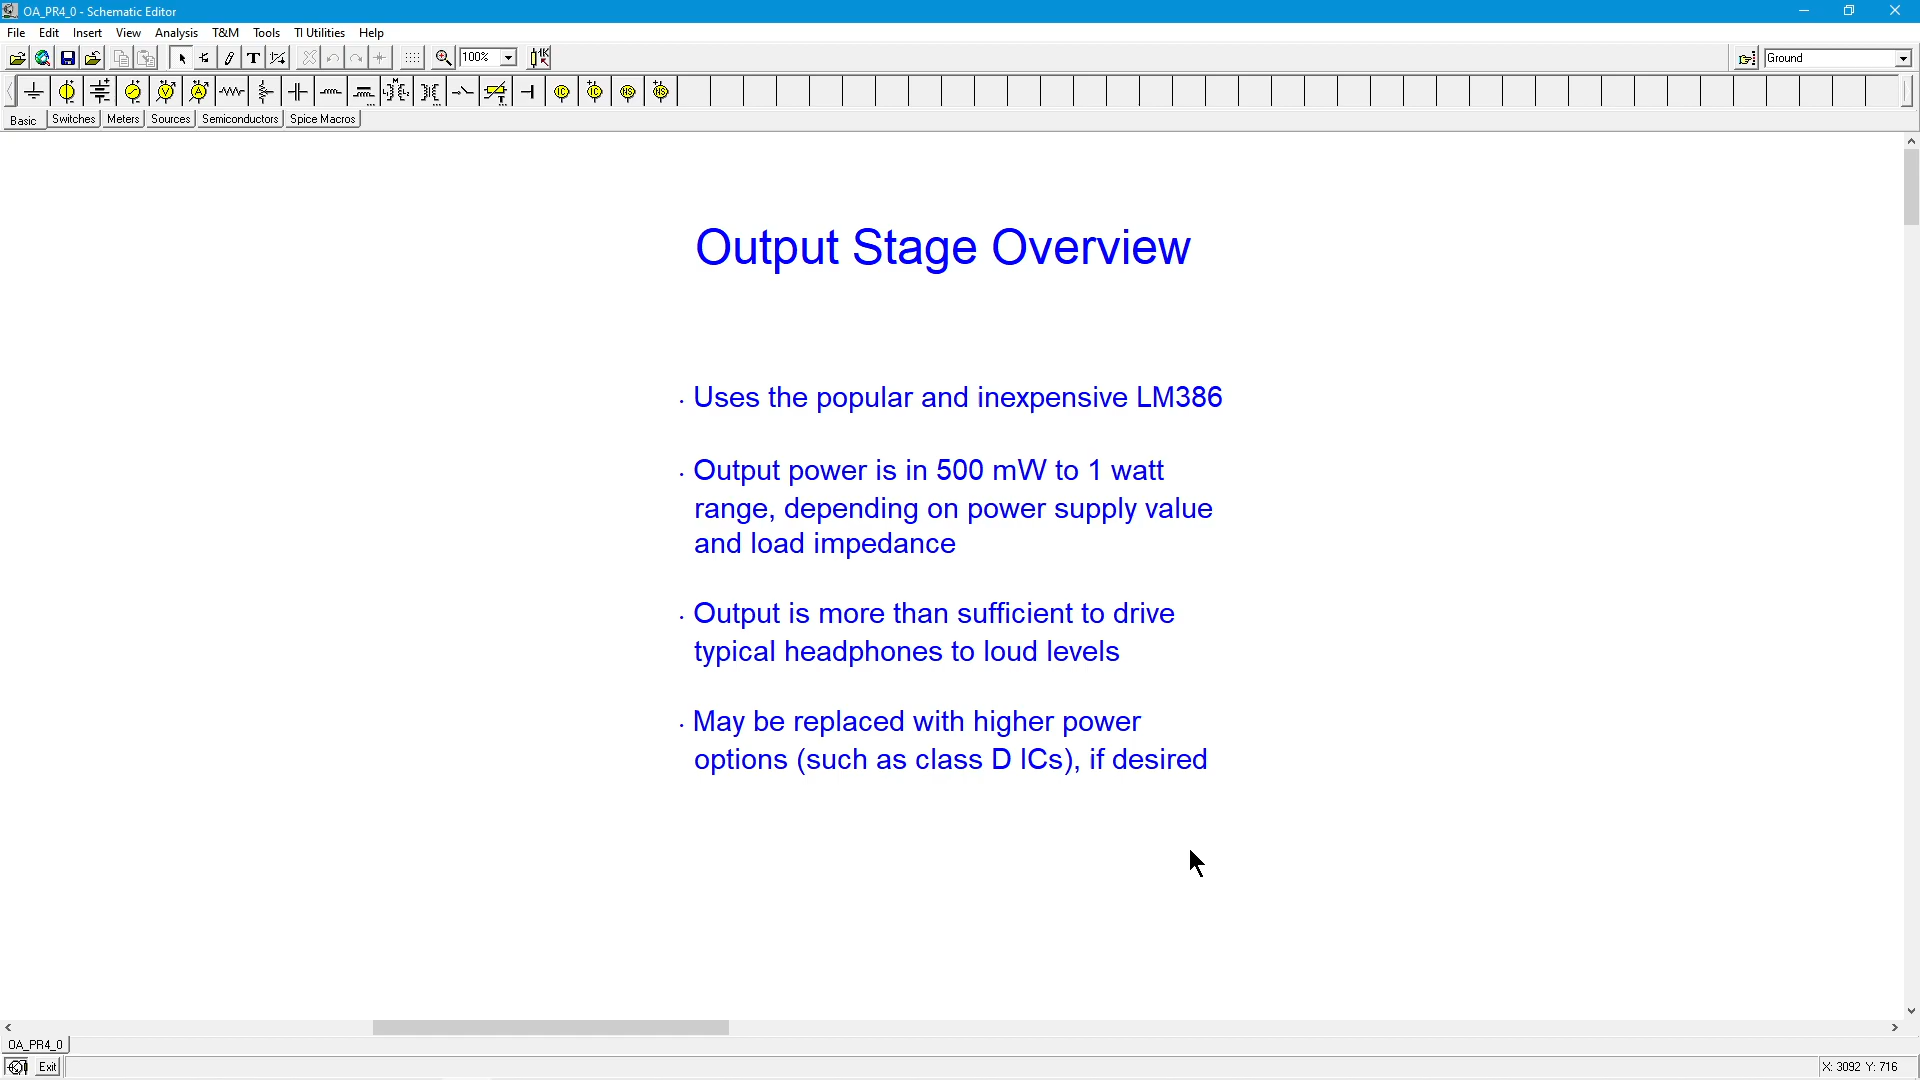 OA_PR4_0 - Schematic Editor
File Edit Insert View Analysis T&M Tools TI Utilities Help
100% 1K Ground
Basic Switches Meters Sources Semiconductors Spice Macros
Output Stage Overview
· Uses the popular and inexpensive LM386
· Output power is in 500 mW to 1 watt
range, depending on power supply value
and load impedance
· Output is more than sufficient to drive
typical headphones to loud levels
· May be replaced with higher power
options (such as class D ICs), if desired
OA_PR4_0
Exit X: 3092 Y: 716